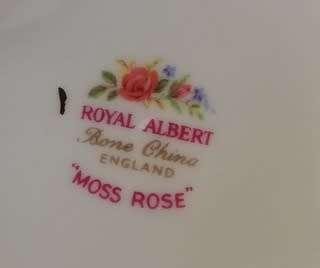 ROYAL ALBERT
Bone China
ENGLAND
"MOSS ROSE"